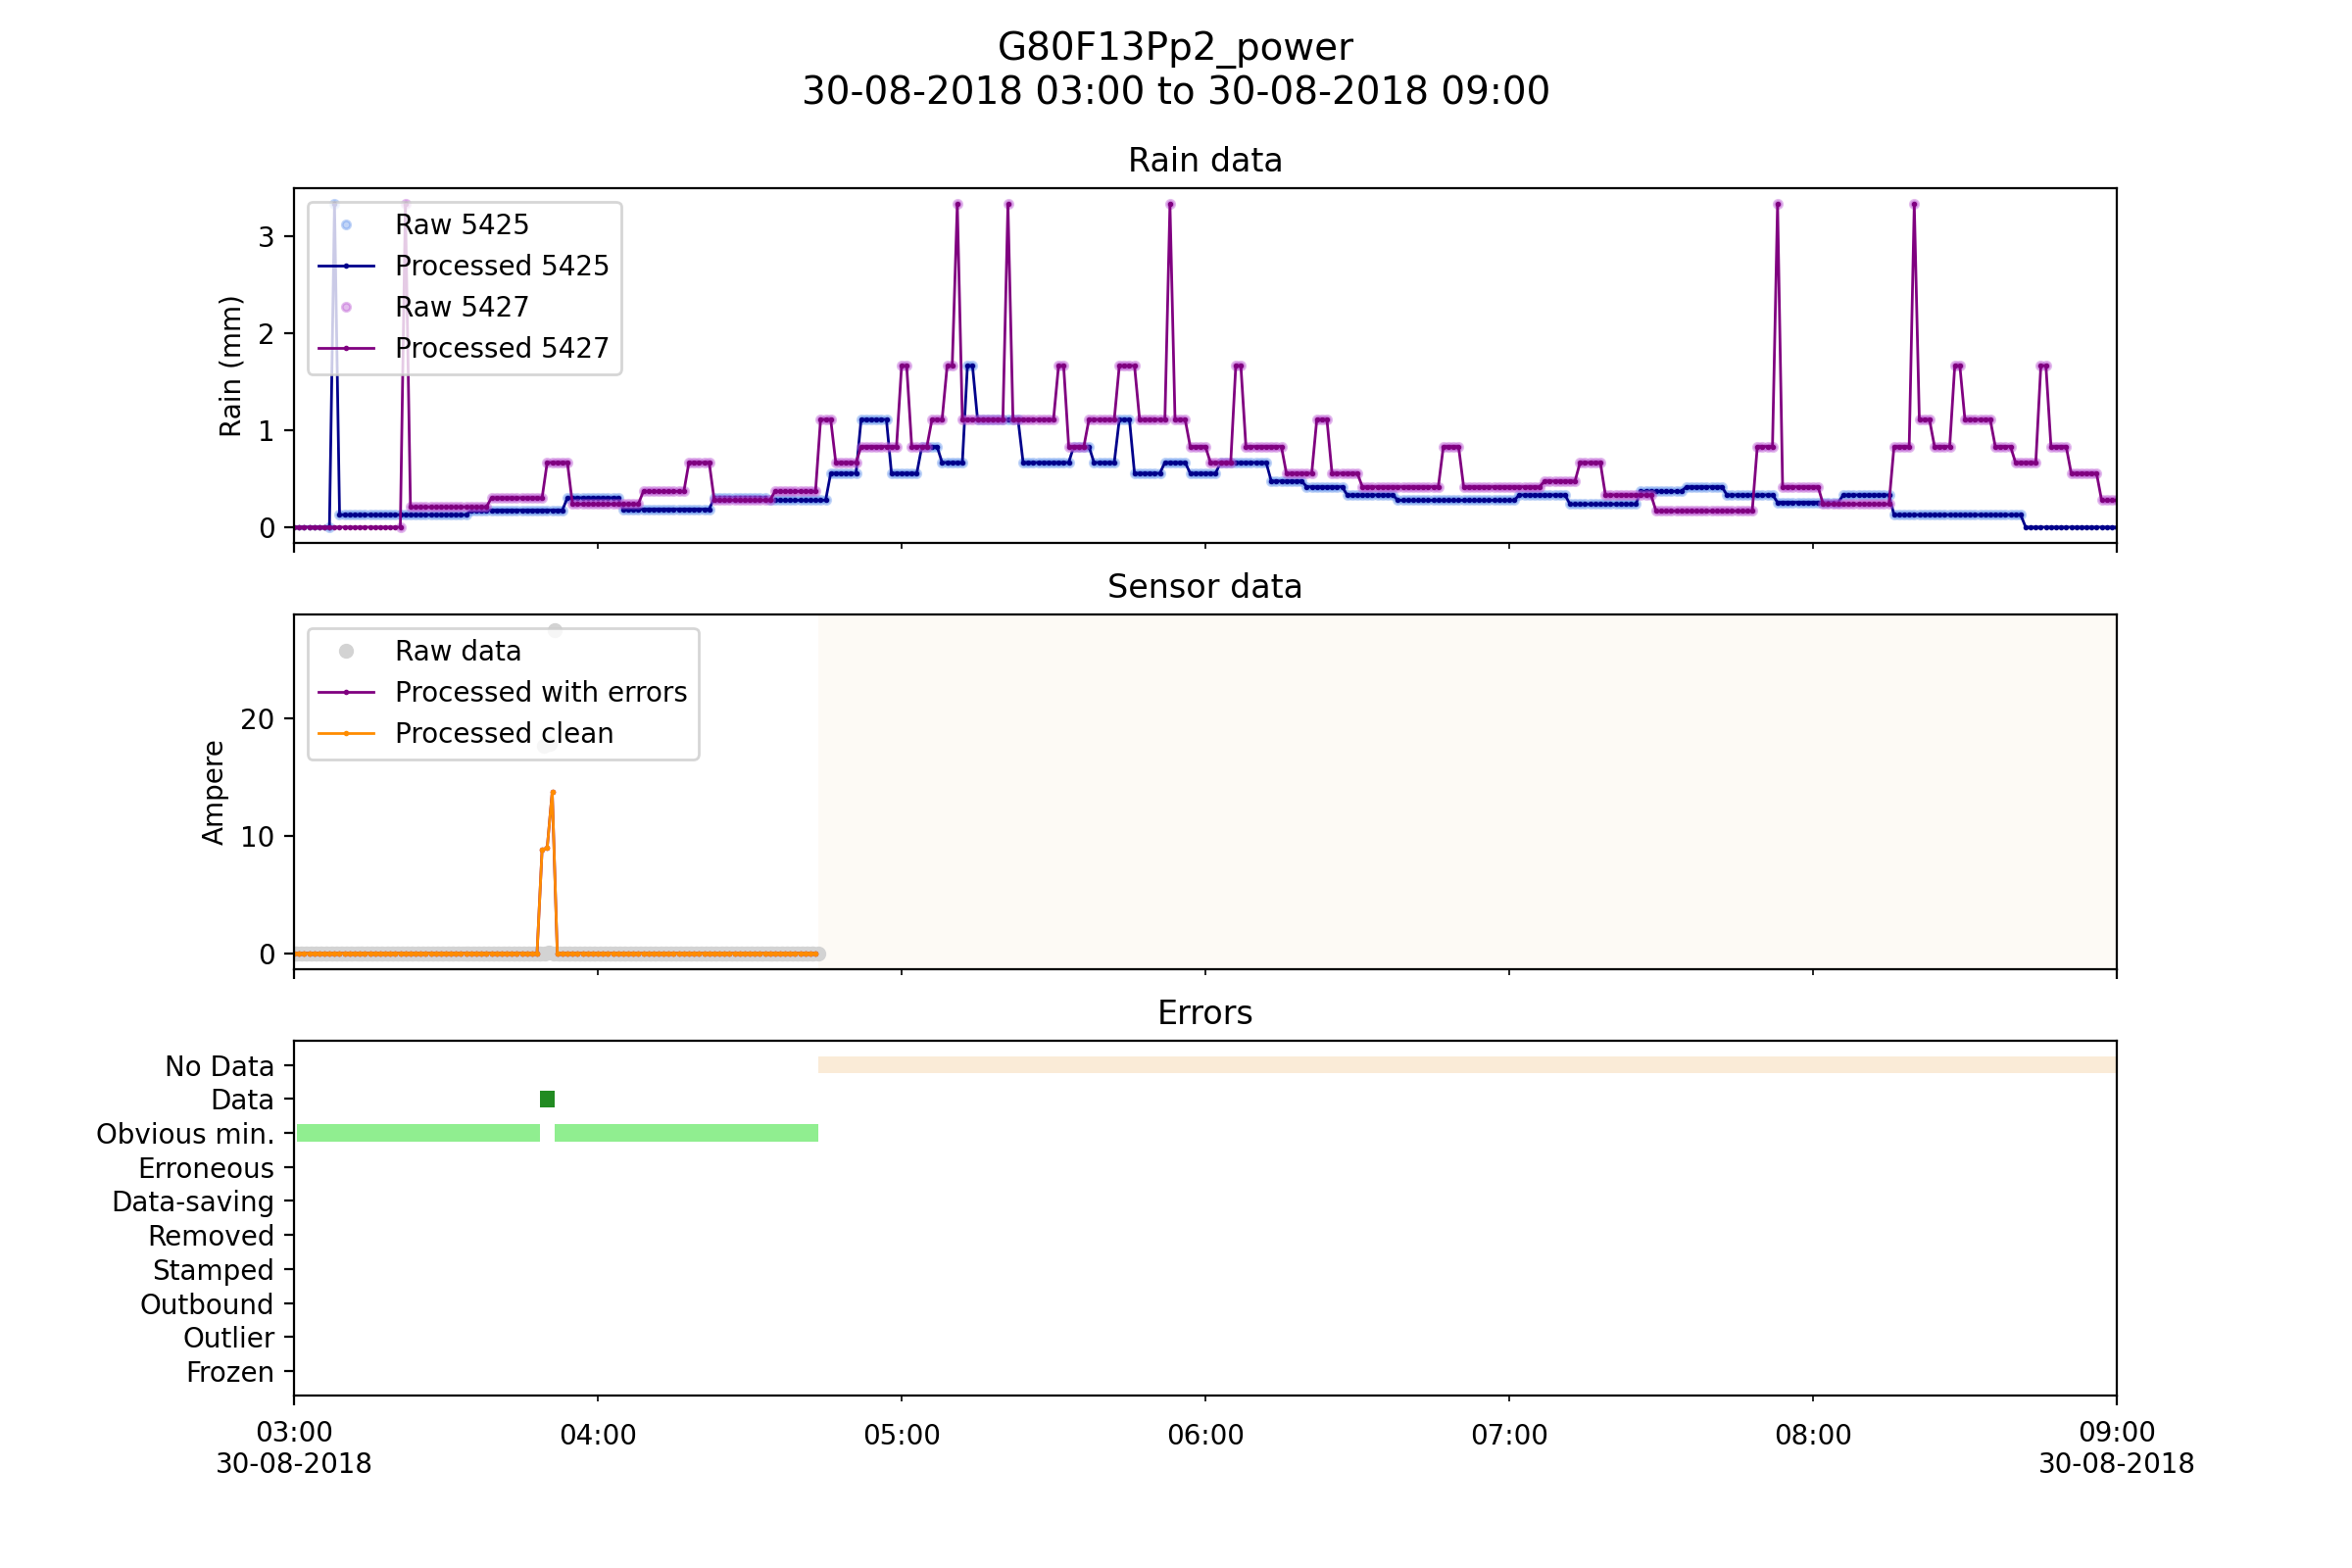 G80F13Pp2_power
30-08-2018 03:00 to 30-08-2018 09:00
Rain data
Rain (mm)
3
2
1
0
Raw 5425
Processed 5425
Raw 5427
Processed 5427
Sensor data
Ampere
20
10
0
Raw data
Processed with errors
Processed clean
Errors
No Data
Data
Obvious min.
Erroneous
Data-saving
Removed
Stamped
Outbound
Outlier
Frozen
03:00 04:00 05:00 06:00 07:00 08:00 09:00
30-08-2018 30-08-2018